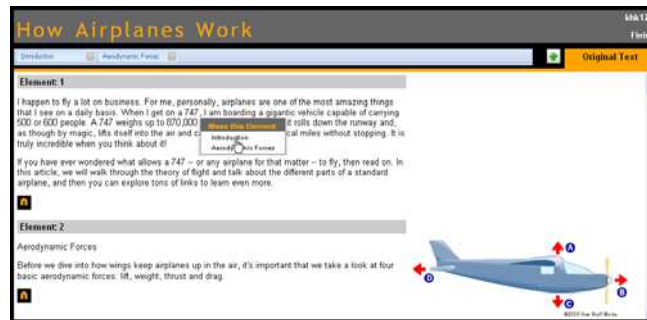 How Airplanes Work
khk12
Finis
Introduction
Aerodynamic Forces
Original Text
Element: 1
I happen to fly a lot on business. For me, personally, airplanes are one of the most amazing things
that I see on a daily basis. When I get on a 747, I am boarding a gigantic vehicle capable of carrying
500 or 600 people. A 747 weighs up to 870,000 it rolls down the runway and,
as though by magic, lifts itself into the air and c cal miles without stopping. It is
truly incredible when you think about it!
Move this Element
Introduction
Aerodynamic Forces
If you have ever wondered what allows a 747 -- or any airplane for that matter -- to fly, then read on. In
this article, we will walk through the theory of flight and talk about the different parts of a standard
airplane, and then you can explore tons of links to learn even more.
Element: 2
Aerodynamic Forces
Before we dive into how wings keep airplanes up in the air, it's important that we take a look at four
basic aerodynamic forces: lift, weight, thrust and drag.
A
B
C
D
How Stuff Works